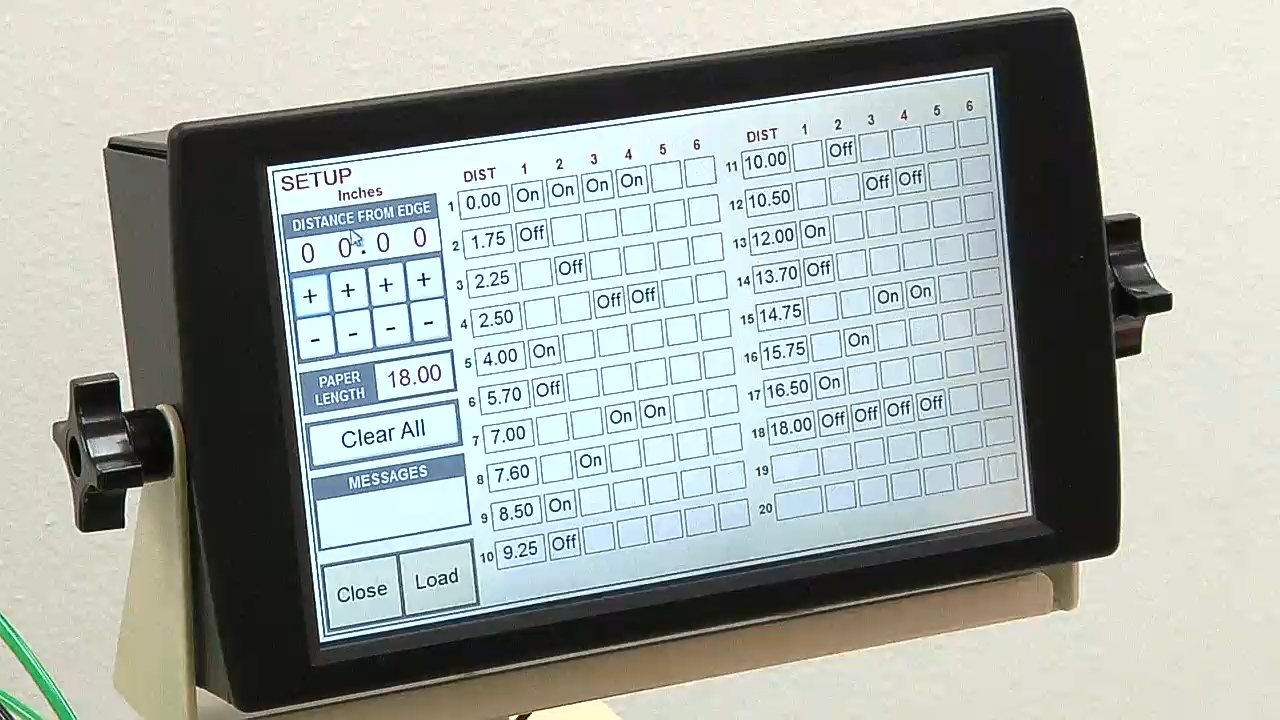 SETUP
Inches
DISTANCE FROM EDGE
0 0.0 0
+ + + +
- - - -
PAPER LENGTH 18.00
Clear All
MESSAGES
Close Load
DIST 1 2 3 4 5 6
1 0.00 On On On On
2 1.75 Off
3 2.25 Off
4 2.50 Off Off
5 4.00 On
6 5.70 Off
7 7.00 On On
8 7.60 On
9 8.50 On
10 9.25 Off
DIST 1 2 3 4 5 6
11 10.00 Off
12 10.50 Off Off
13 12.00 On
14 13.70 Off
15 14.75 On On
16 15.75 On
17 16.50 On
18 18.00 Off Off Off Off
19
20